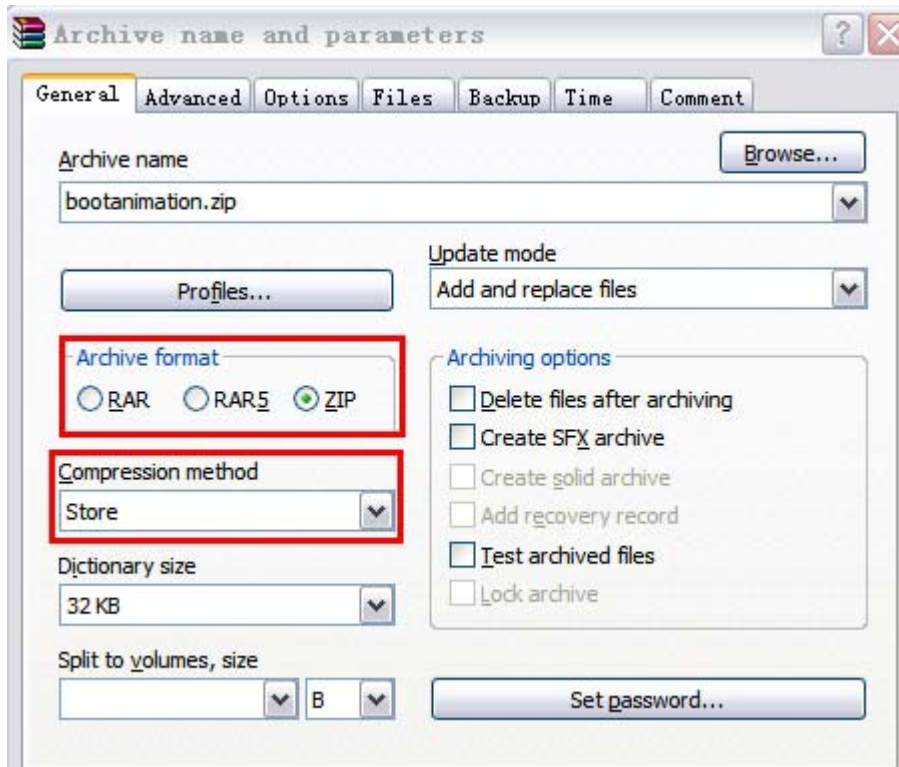 Archive name and parameters
General Advanced Options Files Backup Time Comment
Archive name
Browse...
bootanimation.zip
Update mode
Profiles...
Add and replace files
Archive format
RAR RAR5 ZIP
Archiving options
Delete files after archiving
Create SFX archive
Create solid archive
Add recovery record
Test archived files
Lock archive
Compression method
Store
Dictionary size
32 KB
Split to volumes, size
B
Set password...